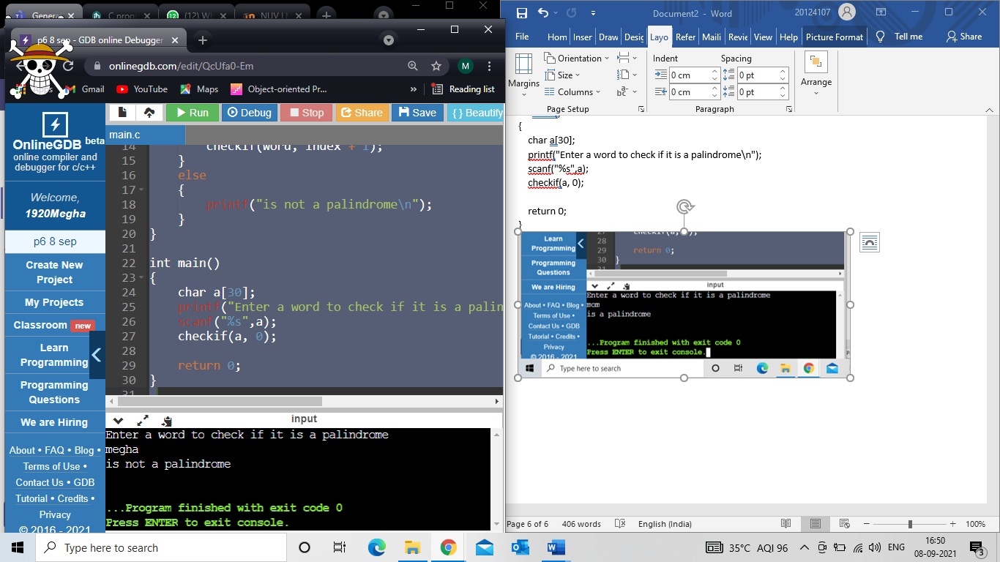 Genera
C prog
(12) W
NUV L
p6 8 sep - GDB online Debugger
onlinegdb.com/edit/QcUfa0-Em
M
Gmail
YouTube
Maps
Object-oriented Pr...
»
Reading list
Run
Debug
Stop
Share
Save
{ } Beautify
main.c
OnlineGDB beta
online compiler and
debugger for c/c++
Welcome,
1920Megha
p6 8 sep
Create New
Project
My Projects
Classroom new
Learn
Programming
Programming
Questions
We are Hiring
About • FAQ • Blog •
Terms of Use •
Contact Us • GDB
Tutorial • Credits •
Privacy
© 2016 - 2021
14 checkif(word, index + 1);
15 }
16 else
17 {
18 printf("is not a palindrome\n");
19 }
20 }
21
22 int main()
23 {
24 char a[30];
25 printf("Enter a word to check if it is a palin
26 scanf("%s",a);
27 checkif(a, 0);
28
29 return 0;
30 }
31
input
Enter a word to check if it is a palindrome
megha
is not a palindrome
...Program finished with exit code 0
Press ENTER to exit console.
Document2 - Word
20124107
File Hom Inser Draw Desig Layo Refer Maili Revie View Help Picture Format Tell me Share
Margins
Orientation
Size
Columns
Page Setup
Indent
Spacing
0 cm
0 pt
0 cm
0 pt
Paragraph
Arrange
{
char a[30];
printf("Enter a word to check if it is a palindrome\n");
scanf("%s",a);
checkif(a, 0);
return 0;
}
Learn
Programming
Programming
Questions
We are Hiring
About • FAQ • Blog •
Terms of Use •
Contact Us • GDB
Tutorial • Credits •
Privacy
© 2016 - 2021
27
28
29 return 0;
30 }
31
input
Enter a word to check if it is a palindrome
mom
is a palindrome
...Program finished with exit code 0
Press ENTER to exit console.
Type here to search
Page 6 of 6
406 words
English (India)
100%
Type here to search
35°C AQI 96
ENG
16:50
08-09-2021
3